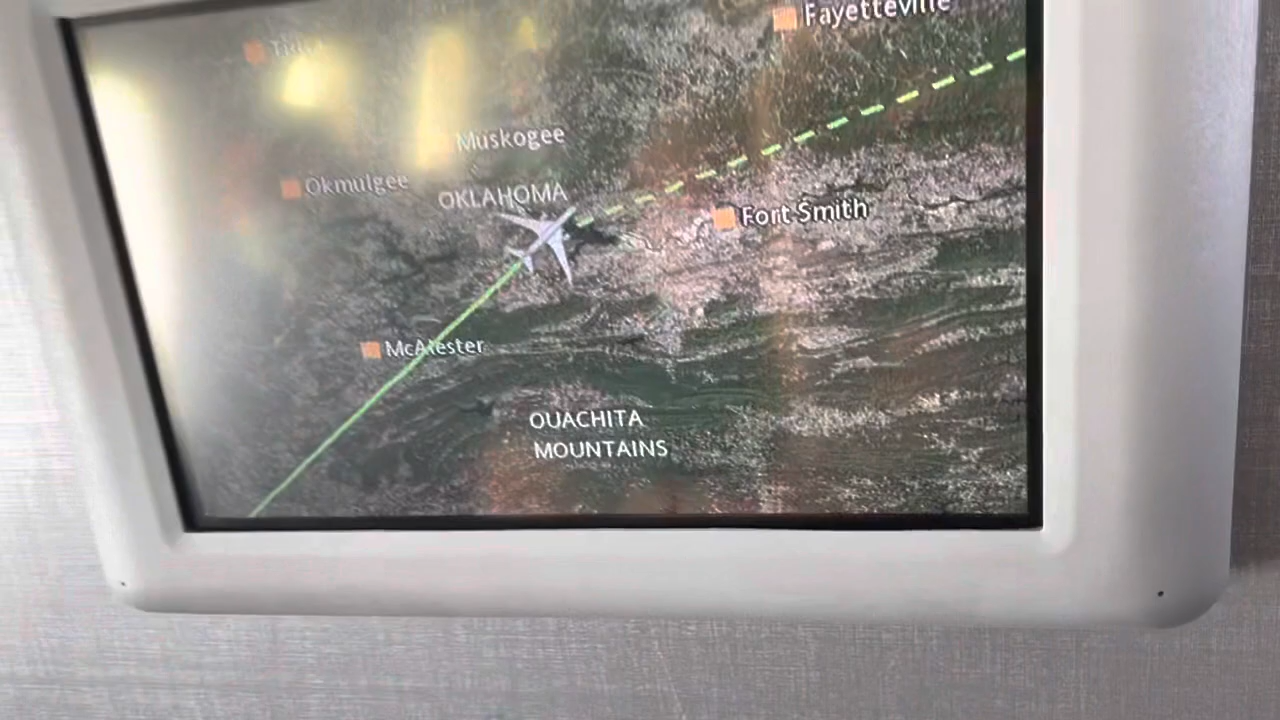 Fayetteville
Muskogee
Okmulgee
OKLAHOMA
Fort Smith
McAlester
OUACHITA
MOUNTAINS